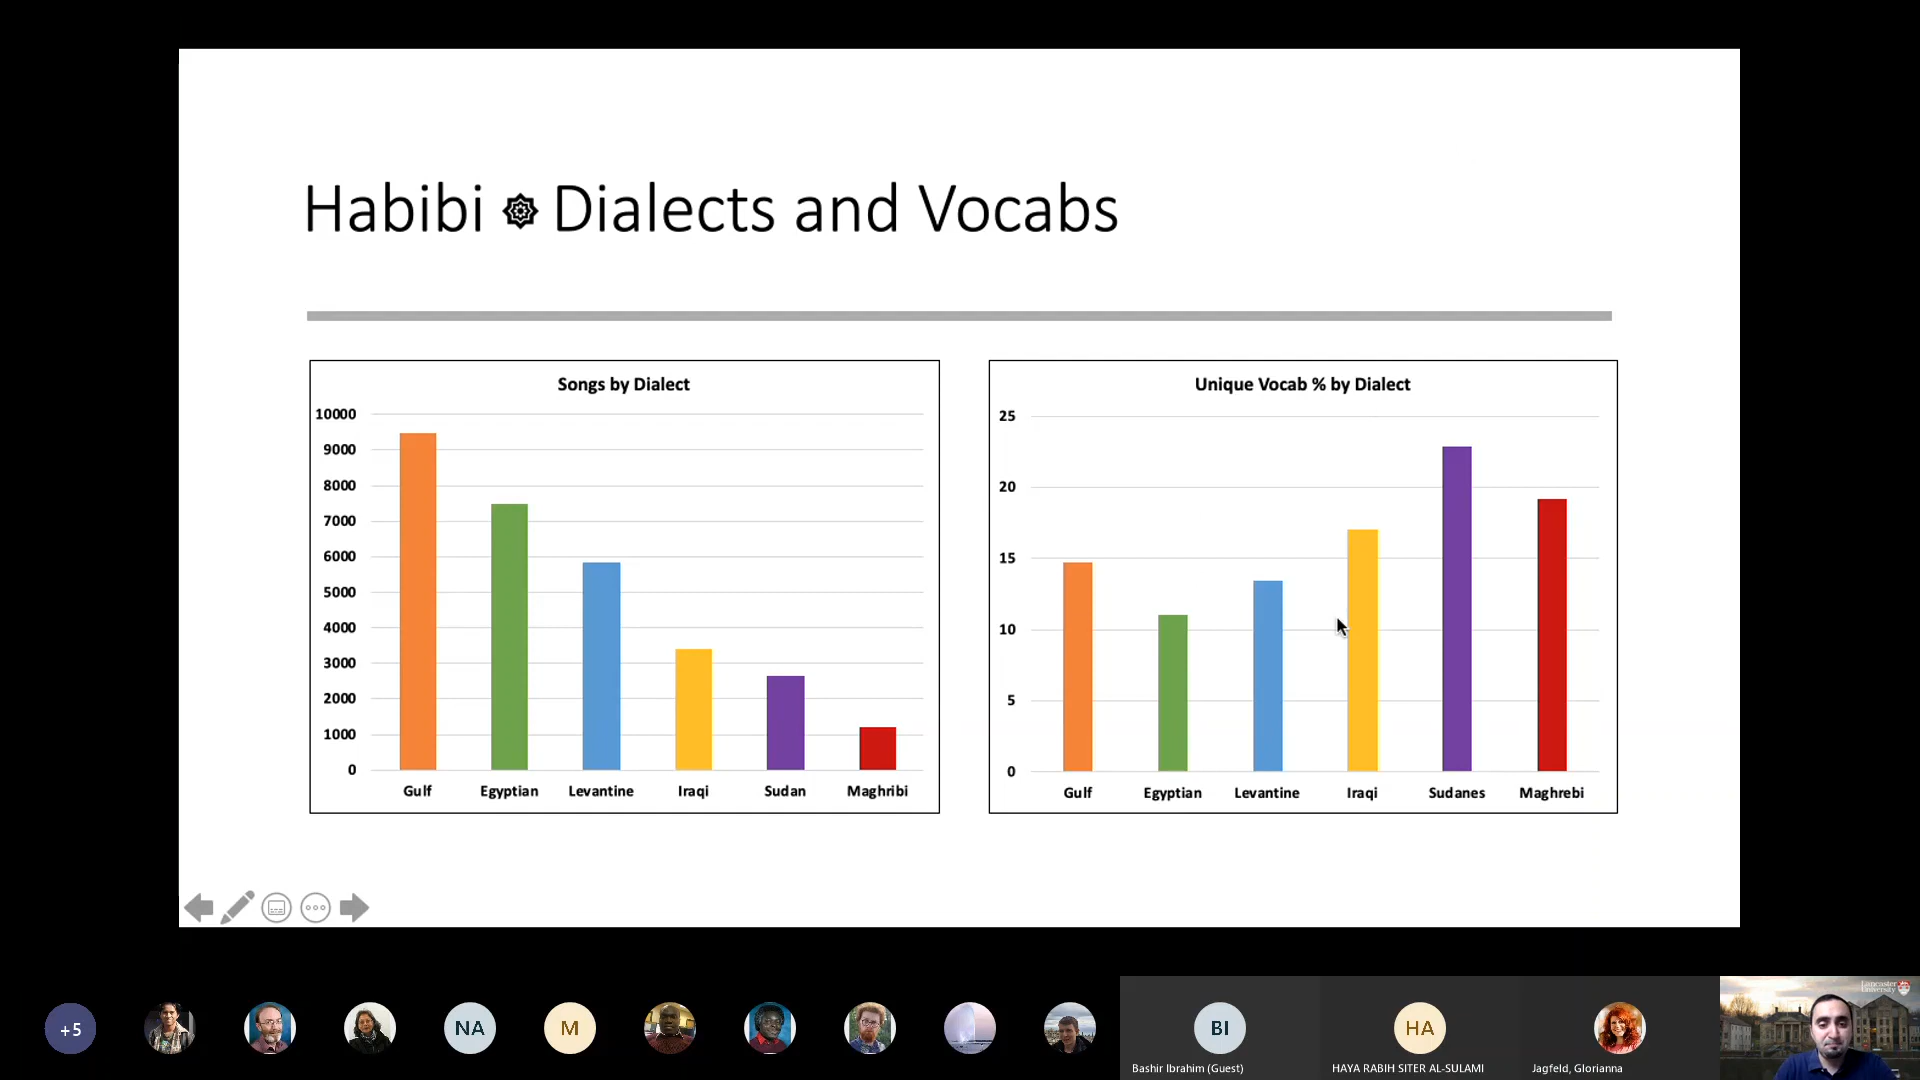 Habibi Dialects and Vocabs
Songs by Dialect
10000
9000
8000
7000
6000
5000
4000
3000
2000
1000
0
Gulf Egyptian Levantine Iraqi Sudan Maghribi
Unique Vocab % by Dialect
25
20
15
10
5
0
Gulf Egyptian Levantine Iraqi Sudanes Maghrebi
+5
NA
M
BI
HA
Bashir Ibrahim (Guest)
HAYA RABIH SITER AL-SULAMI
Jagfeld, Glorianna
Lancaster
University